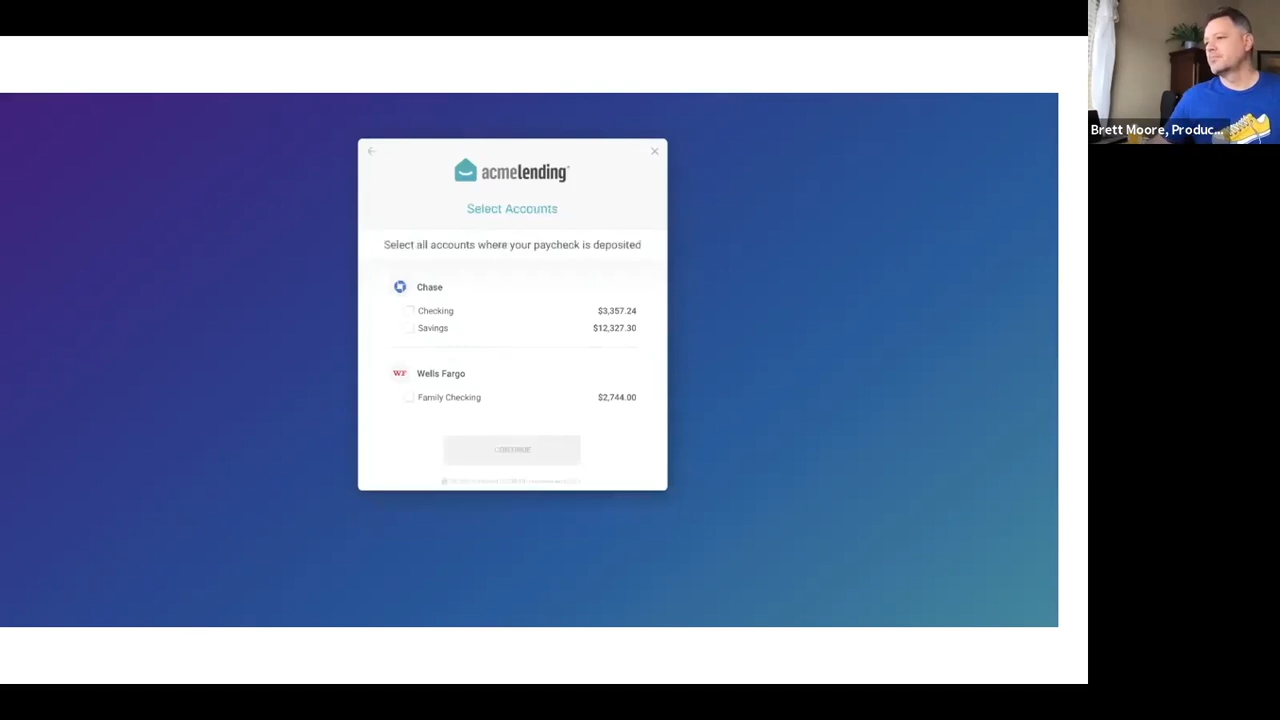 acmelending
Select Accounts
Select all accounts where your paycheck is deposited
Chase
Checking $3,357.24
Savings $12,327.30
WF Wells Fargo
Family Checking $2,744.00
CONTINUE
Brett Moore, Produc...